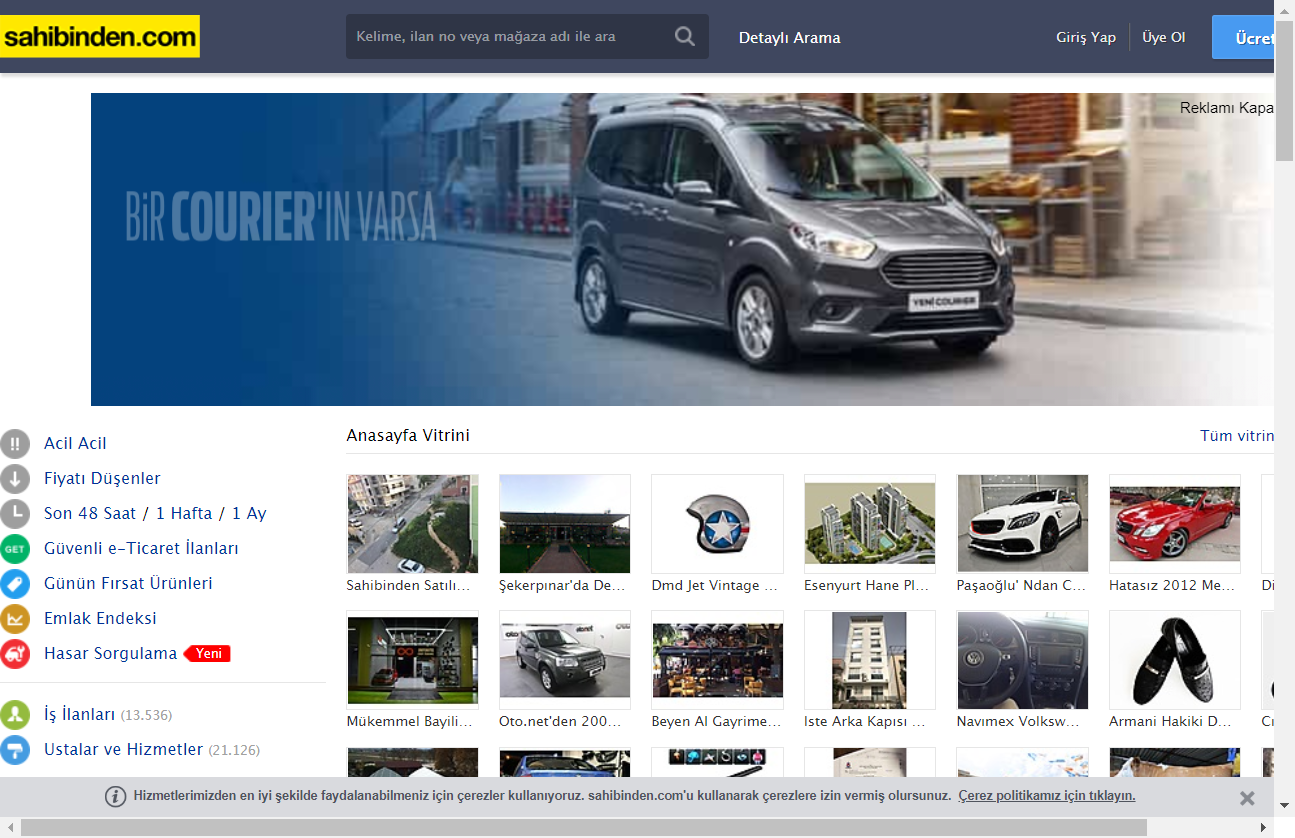 sahibinden.com
Kelime, ilan no veya mağaza adı ile ara
Detaylı Arama
Giriş Yap
Üye Ol
Ücret
Reklamı Kapa
BİR COURIER'IN VARSA
YENİ COURIER
Acil Acil
Fiyatı Düşenler
Son 48 Saat / 1 Hafta / 1 Ay
GET
Güvenli e-Ticaret İlanları
Günün Fırsat Ürünleri
Emlak Endeksi
Hasar Sorgulama
Yeni
İş İlanları (13.536)
Ustalar ve Hizmetler (21.126)
Anasayfa Vitrini
Tüm vitrin
Sahibinden Satılı...
Şekerpınar'da De...
Dmd Jet Vintage ...
Esenyurt Hane Pl...
Paşaoğlu' Ndan C...
Hatasız 2012 Me...
Di
Mükemmel Bayili...
Oto.net'den 200...
Beyen Al Gayrime...
Iste Arka Kapısı ...
Navımex Volksw...
Armani Hakiki D...
Hizmetlerimizden en iyi şekilde faydalanabilmeniz için çerezler kullanıyoruz. sahibinden.com'u kullanarak çerezlere izin vermiş olursunuz. Çerez politikamız için tıklayın.